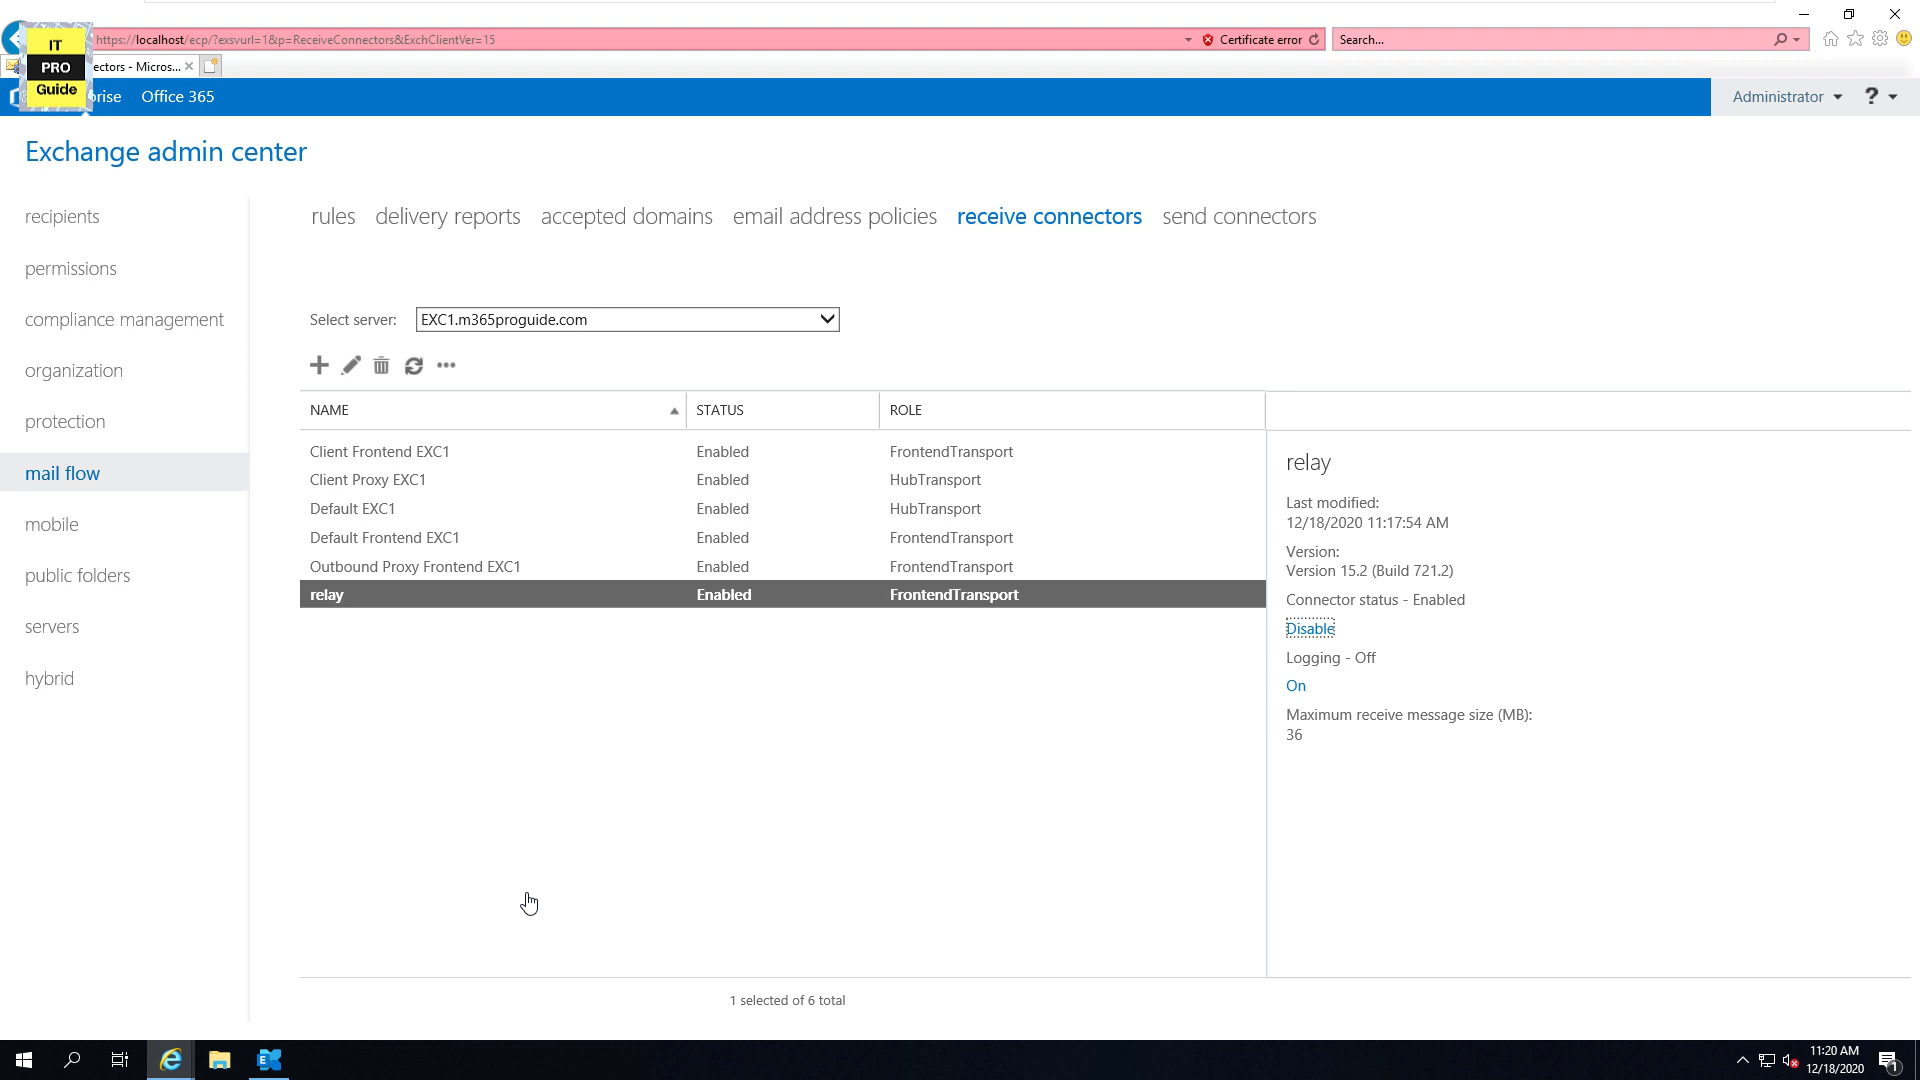 https://localhost/ecp/?exsvurl=1&p=ReceiveConnectors&ExchClientVer=15
Certificate error
Search...
IT
PRO
Guide
ectors - Micros...
prise
Office 365
Administrator
?
Exchange admin center
recipients
permissions
compliance management
organization
protection
mail flow
mobile
public folders
servers
hybrid
rules delivery reports accepted domains email address policies receive connectors send connectors
Select server: EXC1.m365proguide.com
NAME STATUS ROLE
Client Frontend EXC1 Enabled FrontendTransport
Client Proxy EXC1 Enabled HubTransport
Default EXC1 Enabled HubTransport
Default Frontend EXC1 Enabled FrontendTransport
Outbound Proxy Frontend EXC1 Enabled FrontendTransport
relay Enabled FrontendTransport
relay
Last modified:
12/18/2020 11:17:54 AM
Version:
Version 15.2 (Build 721.2)
Connector status - Enabled
Disable
Logging - Off
On
Maximum receive message size (MB):
36
1 selected of 6 total
11:20 AM
12/18/2020
1